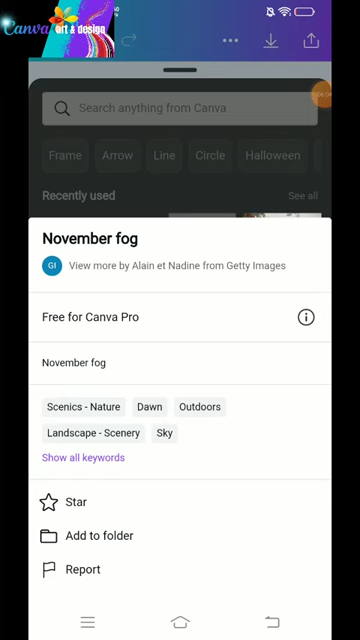 Canva art & design
Search anything from Canva
Frame
Arrow
Line
Circle
Halloween
Recently used
See all
November fog
GI
View more by Alain et Nadine from Getty Images
Free for Canva Pro
November fog
Scenics - Nature
Dawn
Outdoors
Landscape - Scenery
Sky
Show all keywords
Star
Add to folder
Report